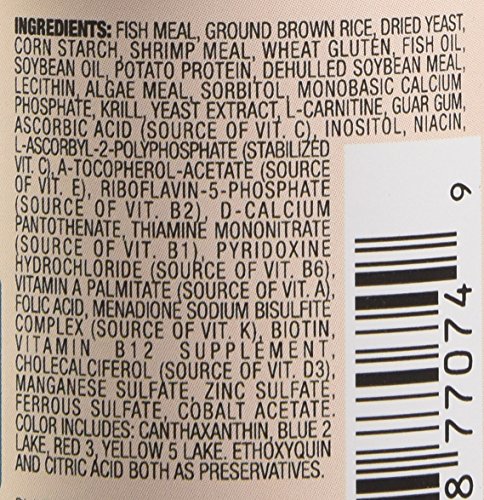 INGREDIENTS: FISH MEAL, GROUND BROWN RICE, DRIED YEAST,
CORN STARCH, SHRIMP MEAL, WHEAT GLUTEN, FISH OIL,
SOYBEAN OIL, POTATO PROTEIN, DEHULLED SOYBEAN MEAL,
LECITHIN, ALGAE MEAL, SORBITOL, MONOBASIC CALCIUM
PHOSPHATE, KRILL, YEAST EXTRACT, L-CARNITINE, GUAR GUM,
ASCORBIC ACID (SOURCE OF VIT. C), INOSITOL, NIACIN,
L-ASCORBYL-2-POLYPHOSPHATE (STABILIZED
VIT. C),A-TOCOPHEROL-ACETATE (SOURCE
OF VIT. E), RIBOFLAVIN-5-PHOSPHATE
(SOURCE OF VIT. B2), D-CALCIUM
PANTOTHENATE, THIAMINE MONONITRATE
(SOURCE OF VIT. B1), PYRIDOXINE
HYDROCHLORIDE (SOURCE OF VIT. B6),
VITAMIN A PALMITATE (SOURCE OF VIT. A),
FOLIC ACID, MENADIONE SODIUM BISULFITE
COMPLEX (SOURCE OF VIT. K), BIOTIN,
VITAMIN B12 SUPPLEMENT,
CHOLECALCIFEROL (SOURCE OF VIT. D3),
MANGANESE SULFATE, ZINC SULFATE,
FERROUS SULFATE, COBALT ACETATE.
COLOR INCLUDES: CANTHAXANTHIN, BLUE 2
LAKE, RED 3, YELLOW 5 LAKE. ETHOXYQUIN
AND CITRIC ACID BOTH AS PRESERVATIVES.
8 77074 9